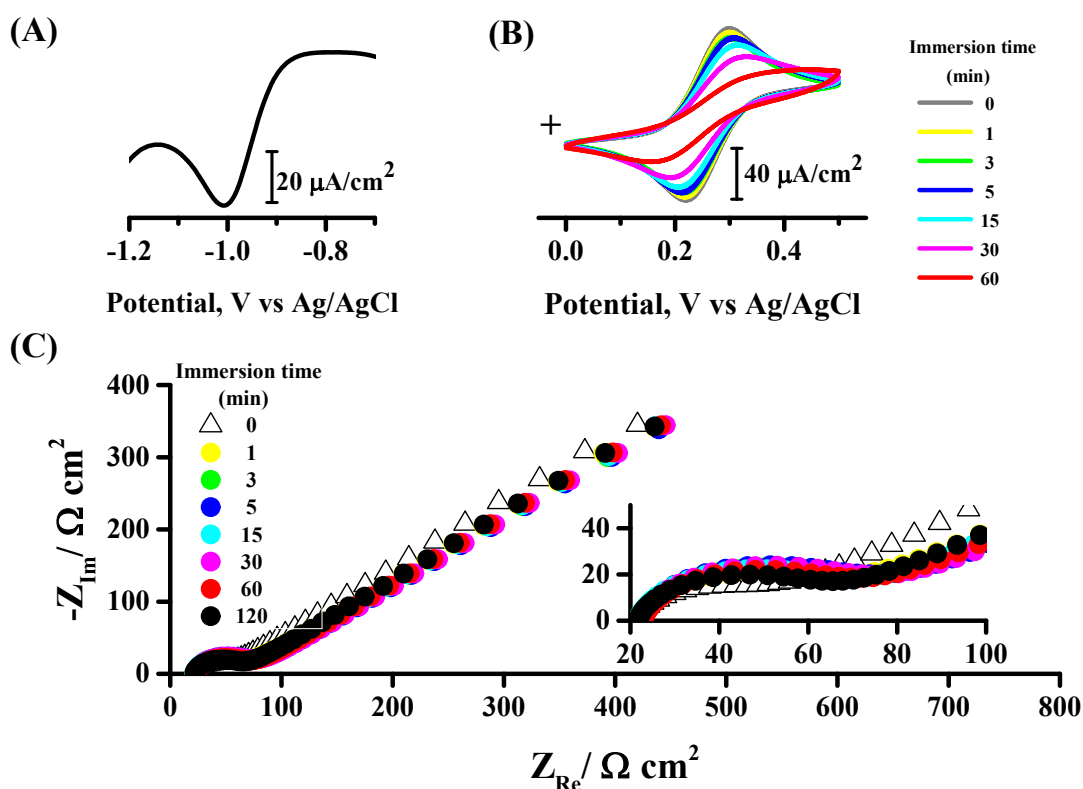 (A)
20 μA/cm²
-1.2 -1.0 -0.8
Potential, V vs Ag/AgCl
(B)
+
40 μA/cm²
0.0 0.2 0.4
Potential, V vs Ag/AgCl
Immersion time
(min)
0
1
3
5
15
30
60
(C)
Immersion time
(min)
0
1
3
5
15
30
60
120
400
300
200
100
0
-Z_Im/ Ω cm²
40
20
0
20 40 60 80 100
0 100 200 300 400 500 600 700 800
Z_Re/ Ω cm²